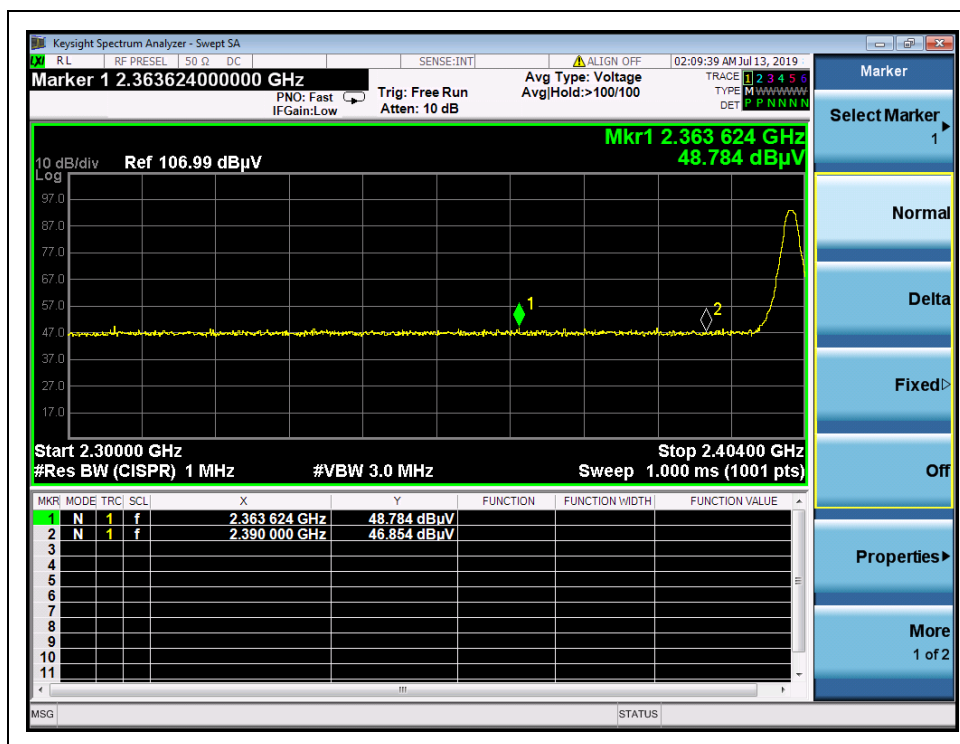 Keysight Spectrum Analyzer - Swept SA
LXI RL RF PRESEL 50 Ω DC SENSE:INT ALIGN OFF 02:09:39 AM Jul 13, 2019
Marker 1 2.363624000000 GHz
PNO: Fast
IFGain:Low
Trig: Free Run
Atten: 10 dB
Avg Type: Voltage
Avg|Hold:>100/100
TRACE 1 2 3 4 5 6
TYPE M WWWWW
DET P P N N N N
Mkr1 2.363 624 GHz
48.784 dBµV
10 dB/div Ref 106.99 dBµV
Log
97.0
87.0
77.0
67.0
57.0
47.0
37.0
27.0
17.0
1
2
Start 2.30000 GHz Stop 2.40400 GHz
#Res BW (CISPR) 1 MHz #VBW 3.0 MHz Sweep 1.000 ms (1001 pts)
MKR MODE TRC SCL X Y FUNCTION FUNCTION WIDTH FUNCTION VALUE
1 N 1 f 2.363 624 GHz 48.784 dBµV
2 N 1 f 2.390 000 GHz 46.854 dBµV
3
4
5
6
7
8
9
10
11
MSG STATUS
Marker
Select Marker
1
Normal
Delta
Fixed
Off
Properties
More
1 of 2